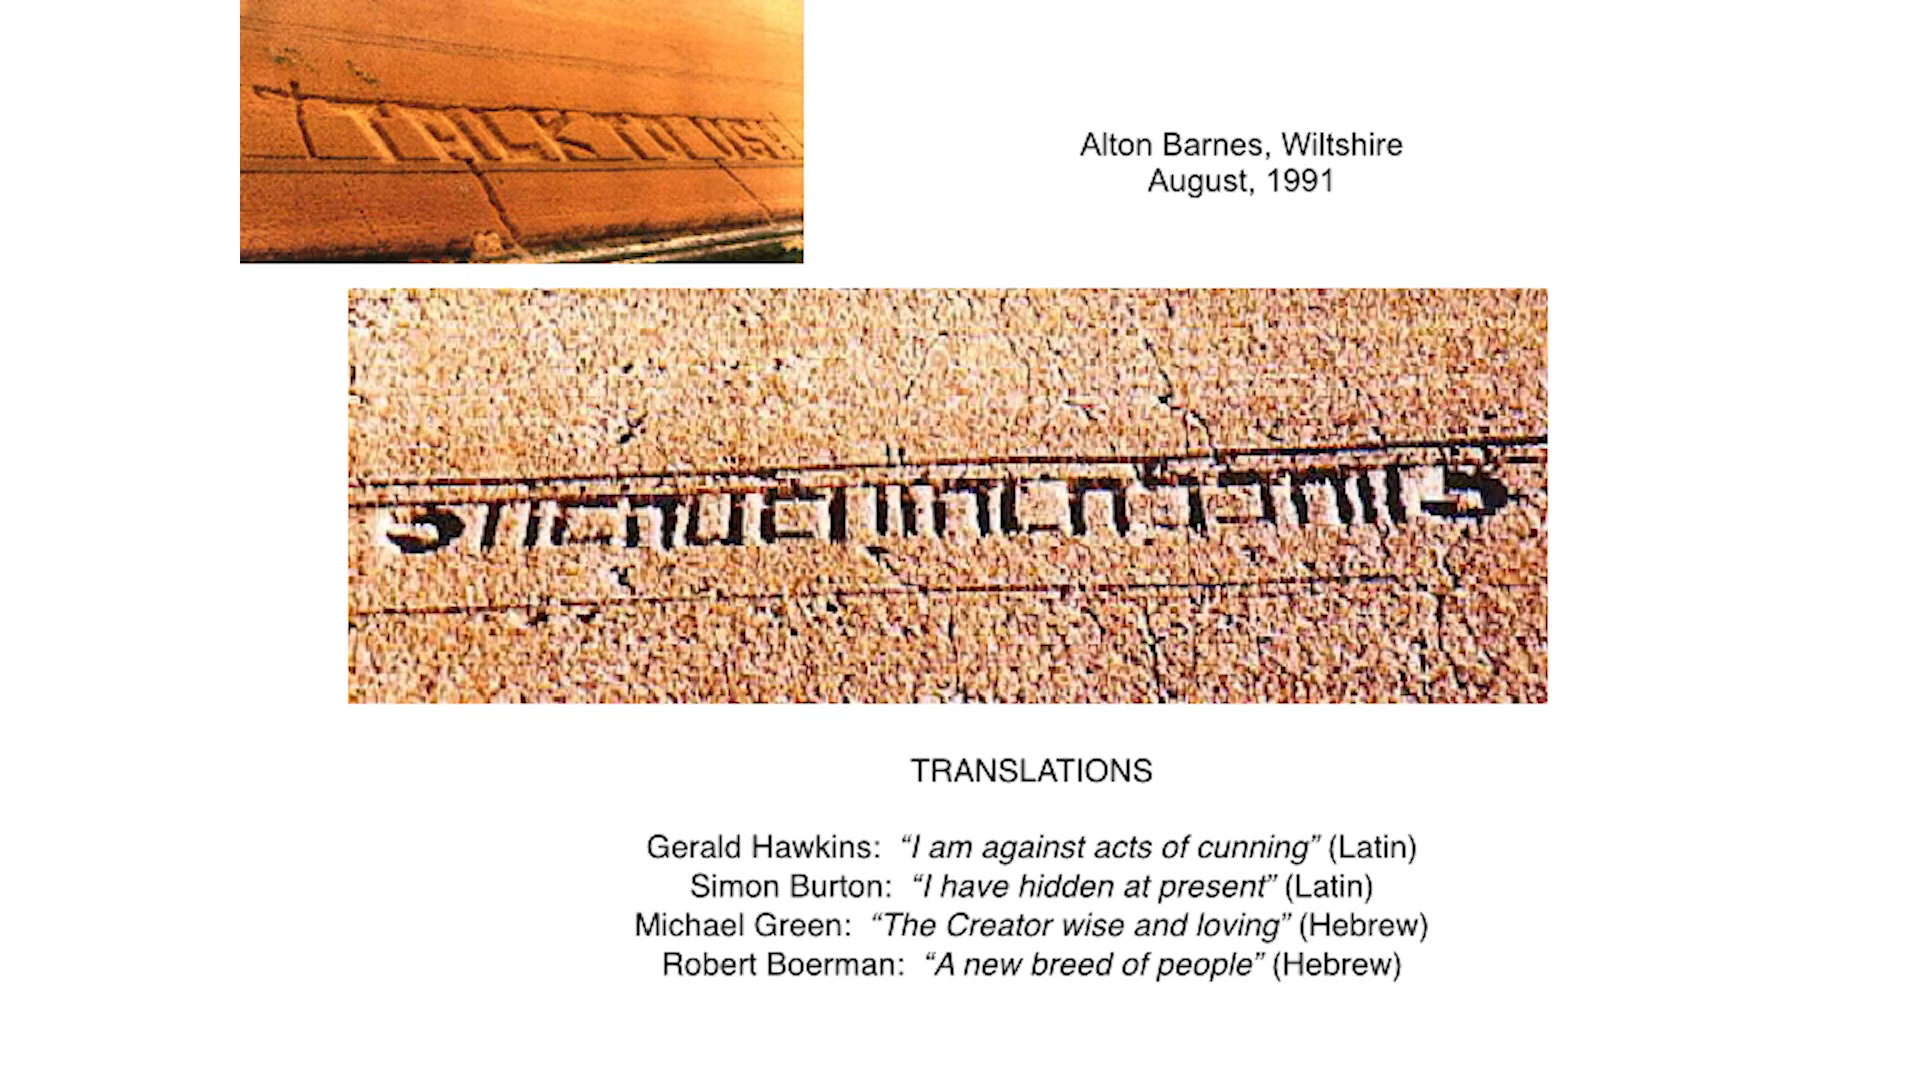 TALK TO US
Alton Barnes, Wiltshire
August, 1991
TRANSLATIONS
Gerald Hawkins: “I am against acts of cunning” (Latin)
Simon Burton: “I have hidden at present” (Latin)
Michael Green: “The Creator wise and loving” (Hebrew)
Robert Boerman: “A new breed of people” (Hebrew)